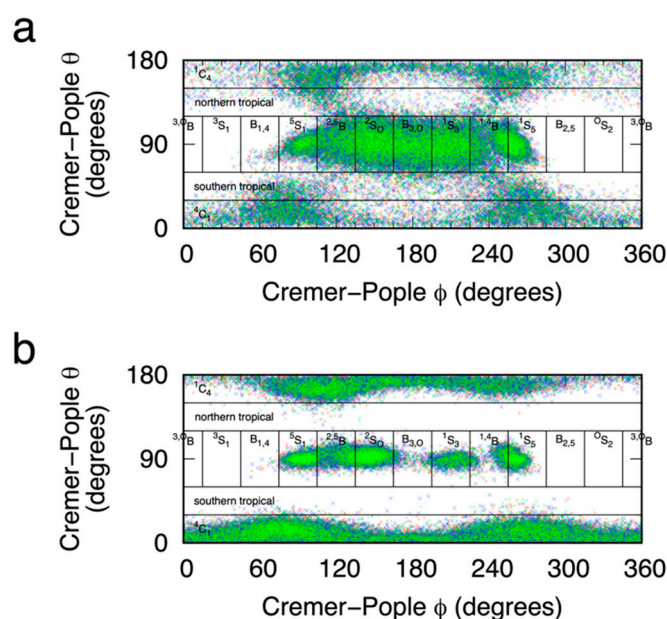 a
180
90
0
Cremer–Pople θ
(degrees)
¹C₄
northern tropical
³,ᴼB
³S₁
B₁,₄
⁵S₁
²,⁵B
²Sₒ
B₃,ₒ
¹S₃
¹,⁴B
¹S₅
B₂,₅
ᴼS₂
³,ᴼB
southern tropical
⁴C₁
0 60 120 180 240 300 360
Cremer–Pople ϕ (degrees)
b
180
90
0
Cremer–Pople θ
(degrees)
¹C₄
northern tropical
³,ᴼB
³S₁
B₁,₄
⁵S₁
²,⁵B
²Sₒ
B₃,ₒ
¹S₃
¹,⁴B
¹S₅
B₂,₅
ᴼS₂
³,ᴼB
southern tropical
⁴C₁
0 60 120 180 240 300 360
Cremer–Pople ϕ (degrees)